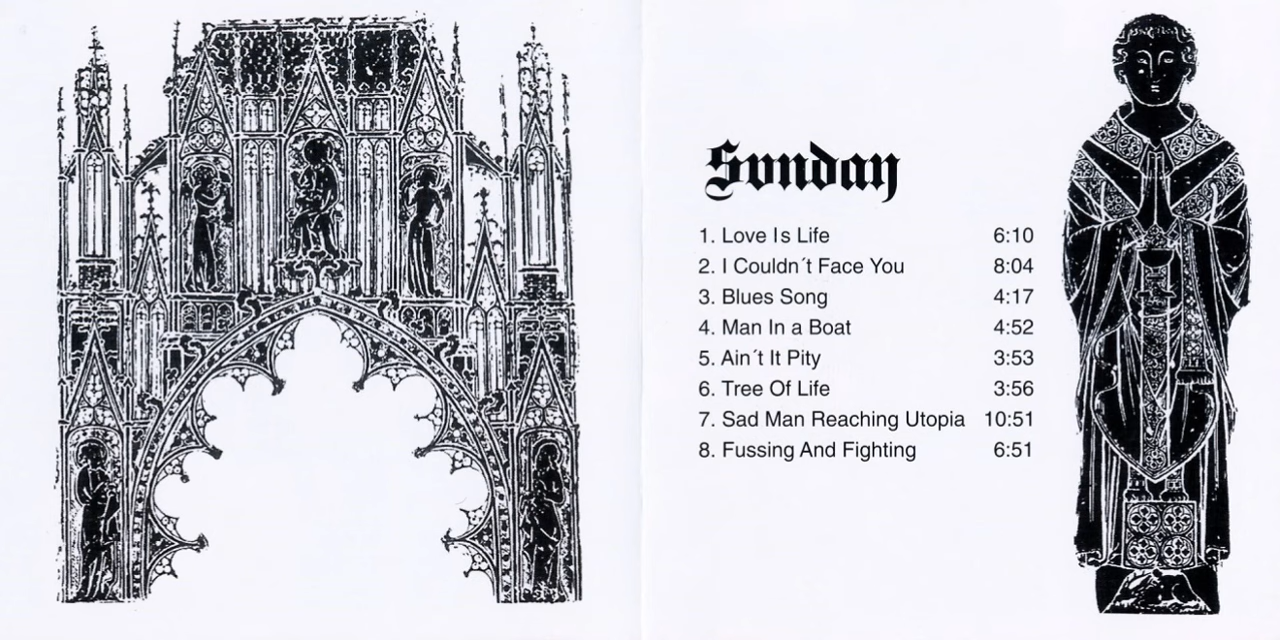 Sunday
1. Love Is Life 6:10
2. I Couldn´t Face You 8:04
3. Blues Song 4:17
4. Man In a Boat 4:52
5. Ain´t It Pity 3:53
6. Tree Of Life 3:56
7. Sad Man Reaching Utopia 10:51
8. Fussing And Fighting 6:51